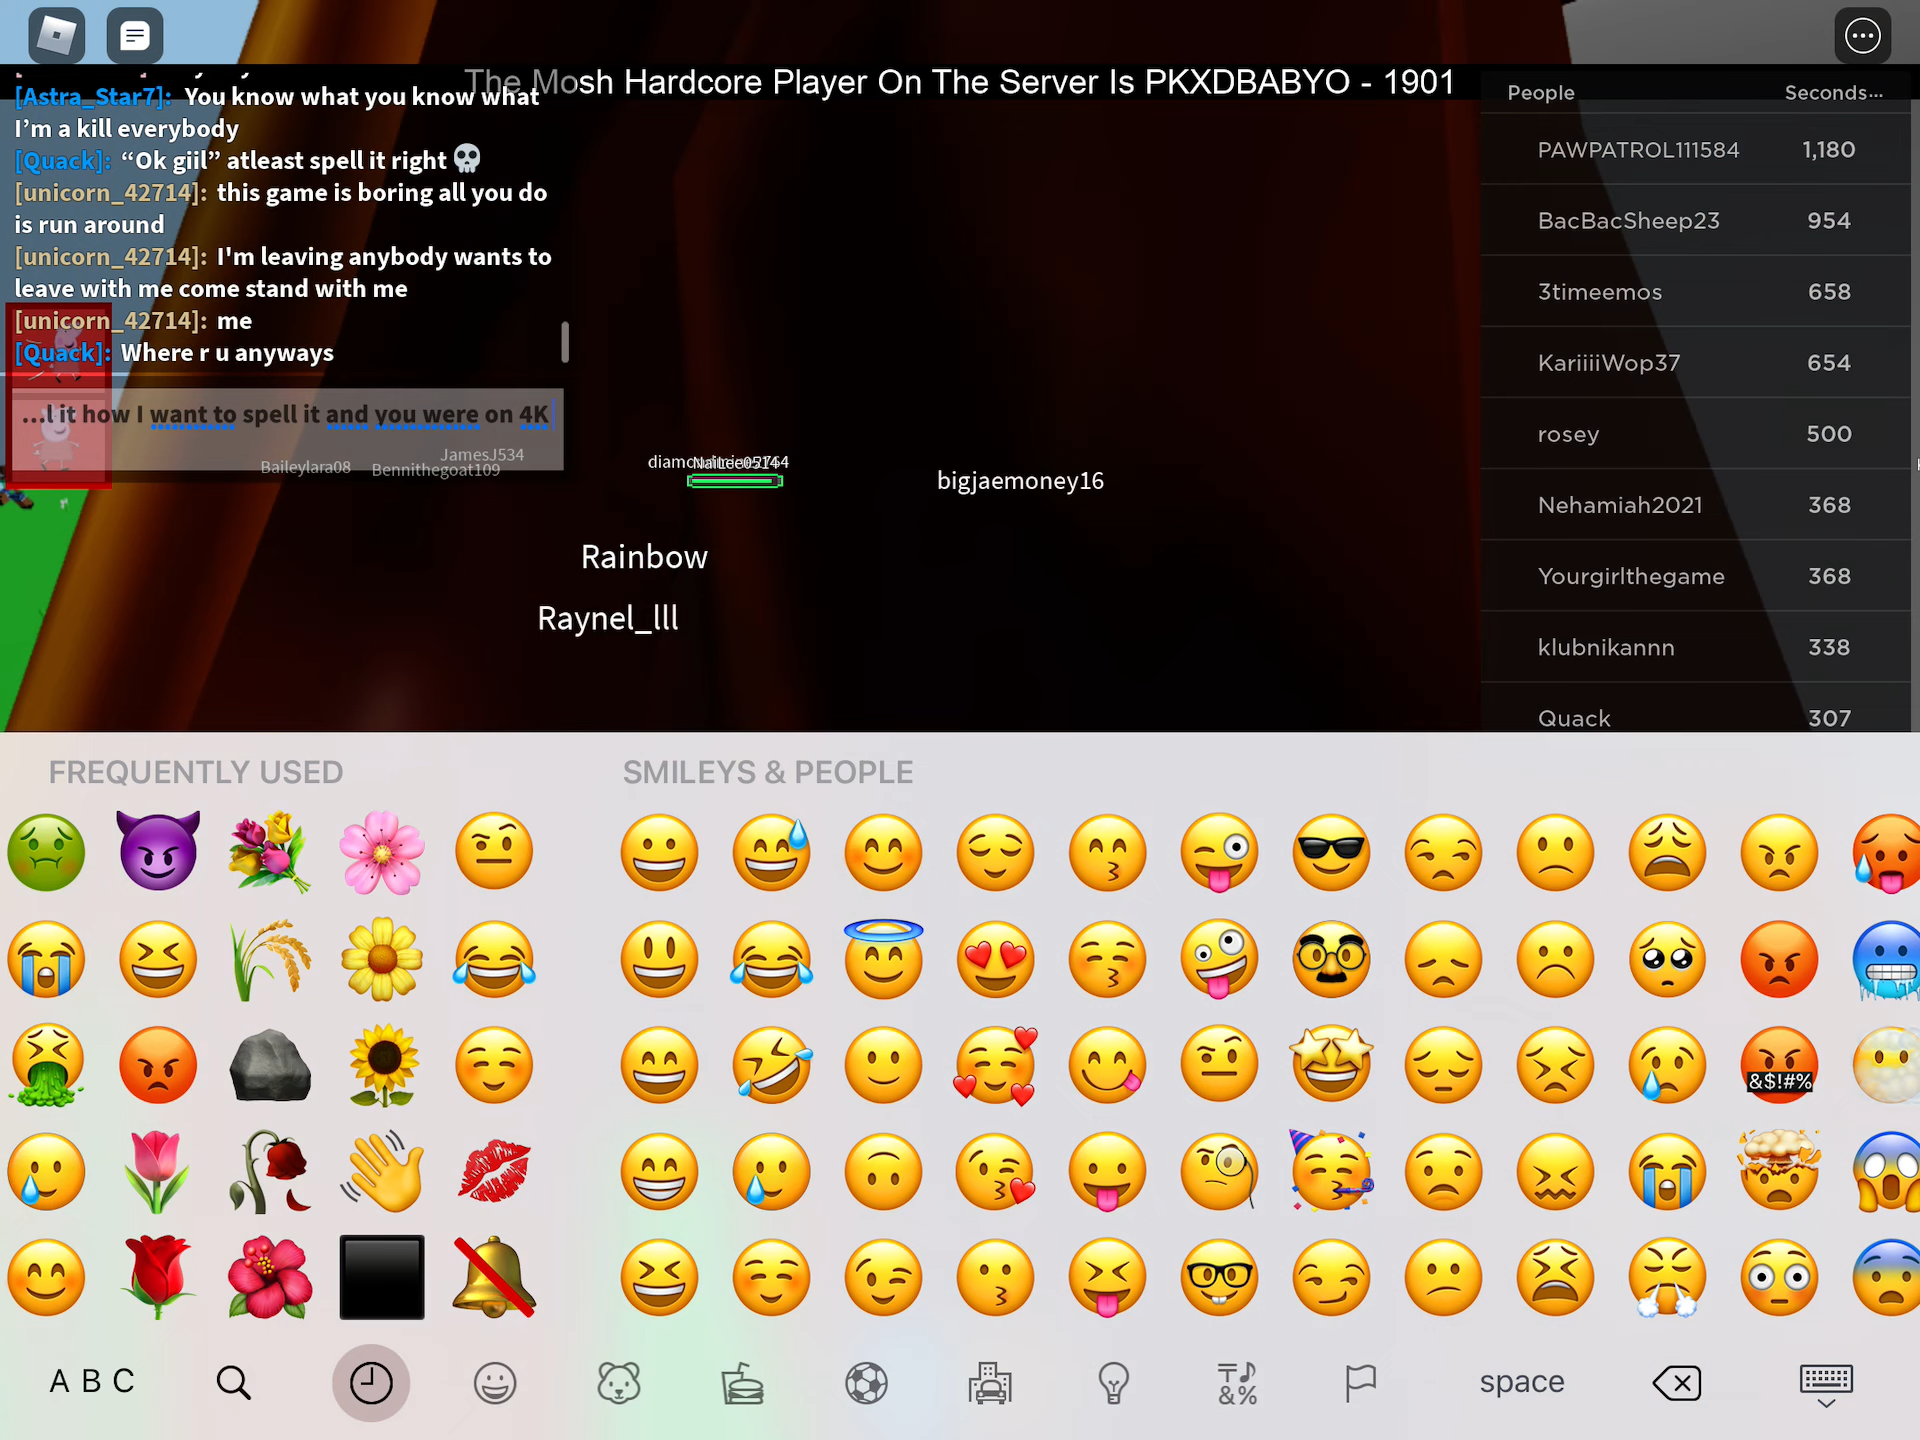 The Mosh Hardcore Player On The Server Is PKXDBABYO - 1901
[Astra_Star7]: You know what you know what
I'm a kill everybody
[Quack]: “Ok giil” atleast spell it right 💀
[unicorn_42714]: this game is boring all you do
is run around
[unicorn_42714]: I'm leaving anybody wants to
leave with me come stand with me
[unicorn_42714]: me
[Quack]: Where r u anyways
...l it how I want to spell it and you were on 4K
JamesJ534
Baileylara08
Bennithegoat109
bigjaemoney16
Rainbow
Raynel_lll
People Seconds...
PAWPATROL111584 1,180
BacBacSheep23 954
3timeemos 658
KariiiiWop37 654
rosey 500
Nehamiah2021 368
Yourgirlthegame 368
klubnikannn 338
Quack 307
FREQUENTLY USED SMILEYS & PEOPLE
&$!#%
ABC space